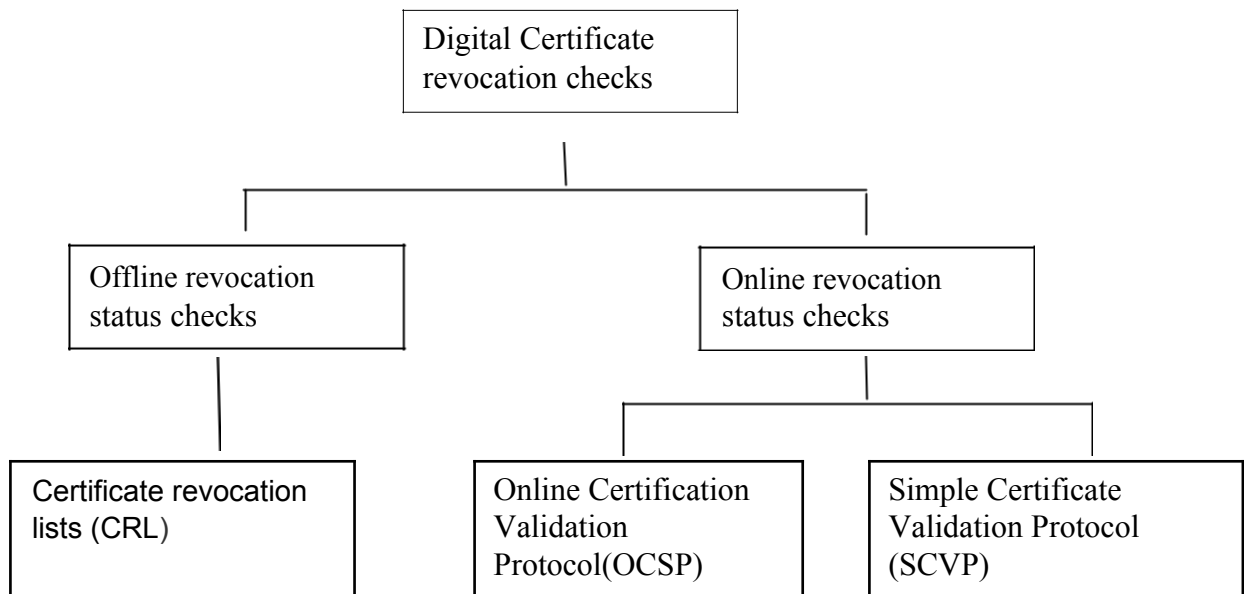 Digital Certificate
revocation checks
Offline revocation
status checks
Online revocation
status checks
Certificate revocation
lists (CRL)
Online Certification
Validation
Protocol(OCSP)
Simple Certificate
Validation Protocol
(SCVP)